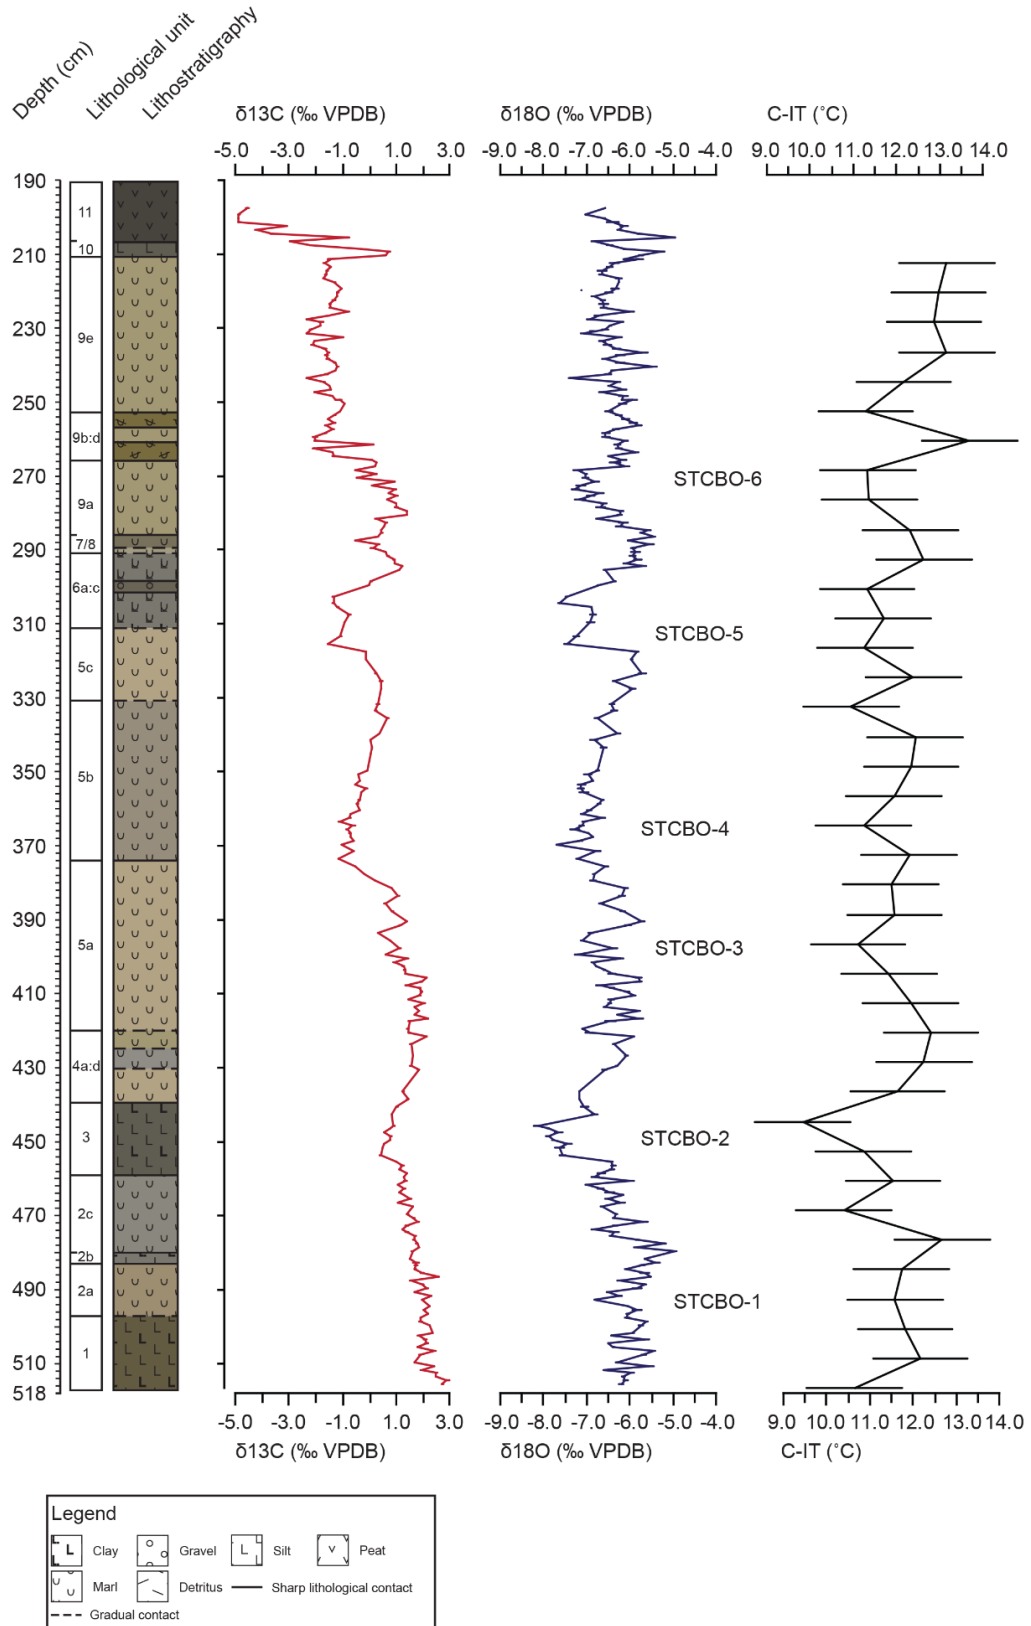 Depth (cm)
Lithological unit
Lithostratigraphy
δ13C (‰ VPDB)
δ18O (‰ VPDB)
C-IT (°C)
-5.0 -3.0 -1.0 1.0 3.0
-9.0 -8.0 -7.0 -6.0 -5.0 -4.0
9.0 10.0 11.0 12.0 13.0 14.0
190
11
10
210
9e
230
250
9b:d
270
STCBO-6
9a
7/8
290
6a:c
310
STCBO-5
5c
330
5b
350
STCBO-4
370
5a
390
STCBO-3
410
4a:d
430
3
450
STCBO-2
2c
470
2b
2a
490
STCBO-1
1
510
518
-5.0 -3.0 -1.0 1.0 3.0
-9.0 -8.0 -7.0 -6.0 -5.0 -4.0
9.0 10.0 11.0 12.0 13.0 14.0
δ13C (‰ VPDB)
δ18O (‰ VPDB)
C-IT (°C)
Legend
Clay Gravel Silt Peat
Marl Detritus Sharp lithological contact
Gradual contact